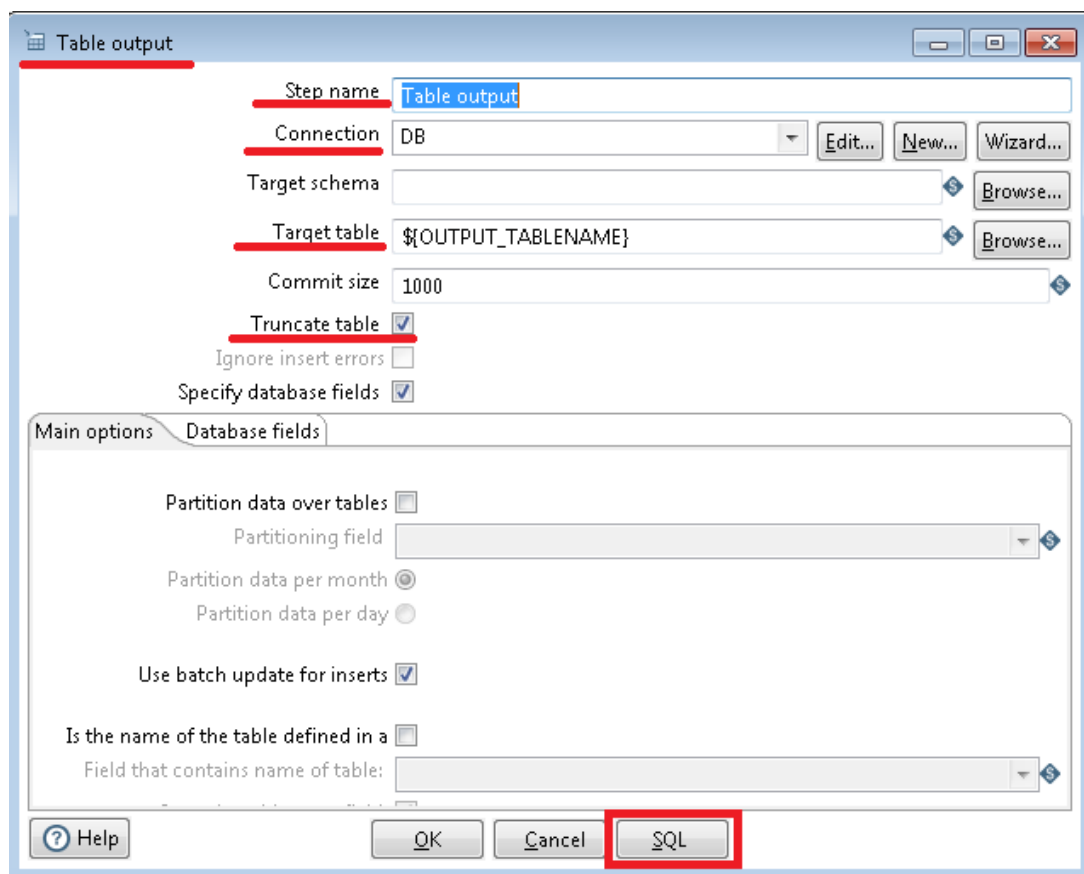 Table output
Step name Table output
Connection DB Edit... New... Wizard...
Target schema Browse...
Target table ${OUTPUT_TABLENAME} Browse...
Commit size 1000
Truncate table
Ignore insert errors
Specify database fields
Main options Database fields
Partition data over tables
Partitioning field
Partition data per month
Partition data per day
Use batch update for inserts
Is the name of the table defined in a
Field that contains name of table:
Help OK Cancel SQL